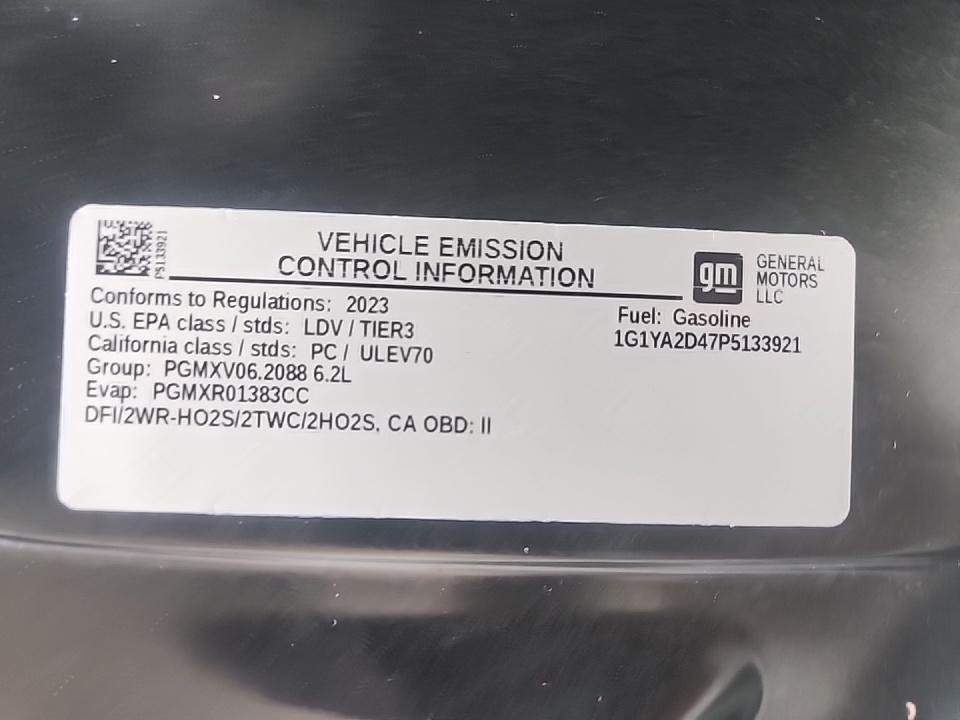 P5133921
VEHICLE EMISSION
CONTROL INFORMATION
gm
GENERAL
MOTORS
LLC
Conforms to Regulations: 2023
U.S. EPA class / stds: LDV / TIER3
California class / stds: PC / ULEV70
Group: PGMXV06.2088 6.2L
Evap: PGMXR01383CC
DFI/2WR-HO2S/2TWC/2HO2S, CA OBD: II
Fuel: Gasoline
1G1YA2D47P5133921